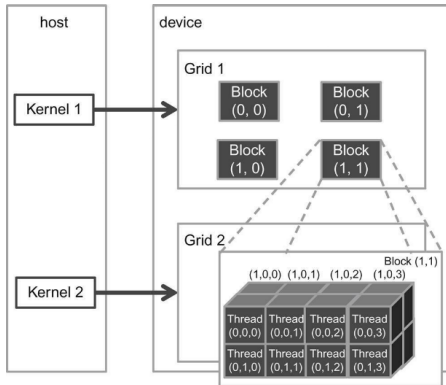 host
device
Grid 1
Kernel 1
Block
(0, 0)
Block
(0, 1)
Block
(1, 0)
Block
(1, 1)
Grid 2
Block (1,1)
(1,0,0) (1,0,1) (1,0,2) (1,0,3)
Kernel 2
Thread
(0,0,0)
Thread
(0,0,1)
Thread
(0,0,2)
Thread
(0,0,3)
Thread
(0,1,0)
Thread
(0,1,1)
Thread
(0,1,2)
Thread
(0,1,3)